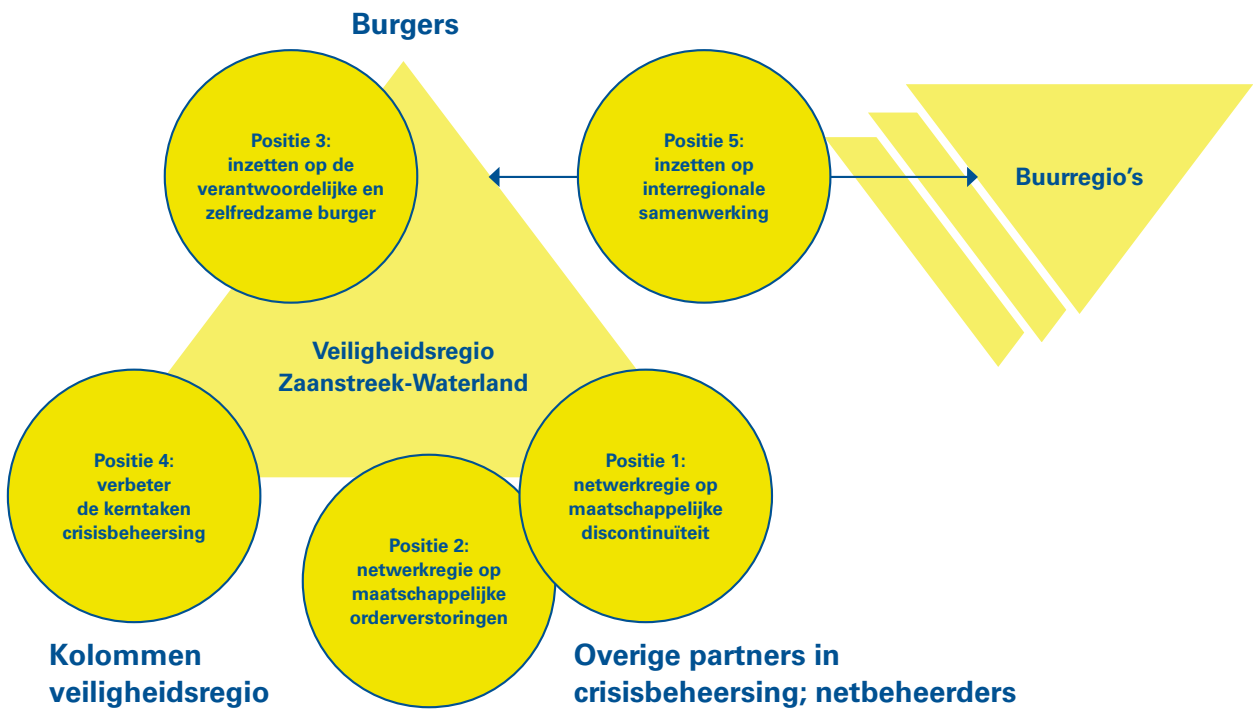 Burgers
Positie 3:
inzetten op de
verantwoordelijke en
zelfredzame burger
Positie 5:
inzetten op
interregionale
samenwerking
Buurregio's
Veiligheidsregio
Zaanstreek-Waterland
Positie 4:
verbeter
de kerntaken
crisisbeheersing
Positie 2:
netwerkregie op
maatschappelijke
orderverstoringen
Positie 1:
netwerkregie op
maatschappelijke
discontinuïteit
Kolommen
veiligheidsregio
Overige partners in
crisisbeheersing; netbeheerders